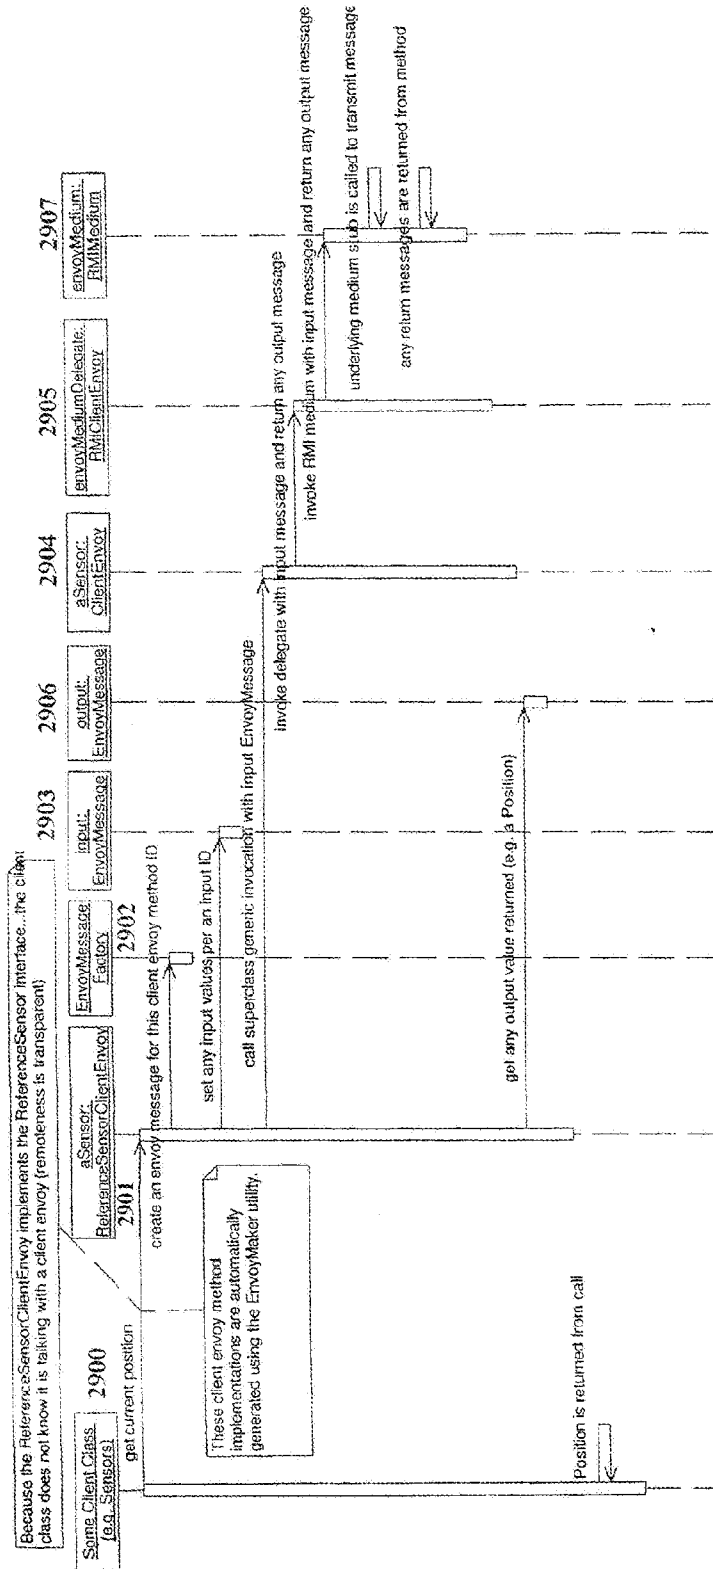 Because the ReferenceSensorClientEnvoy implements the ReferenceSensor interface...the client
class does not know it is talking with a client envoy (remoteness is transparent)
Some Client Class
(e.g. Sensors)
2900
aSensor:
ReferenceSensorClientEnvoy
2901
EnvoyMessage
Factory
2902
input:
EnvoyMessage
2903
output:
EnvoyMessage
2906
aSensor:
ClientEnvoy
2904
envoyMediumDelegate:
RMIClientEnvoy
2905
envoyMedium:
RMIMedium
2907
get current position
These client envoy method
implementations are automatically
generated using the EnvoyMaker utility.
create an envoy message for this client envoy method ID
set any input values per an input ID
call superclass generic invocation with input EnvoyMessage
invoke delegate with input message and return any output message
invoke RMI medium with input message and return any output message
underlying medium stub is called to transmit message
any return messages are returned from method
get any output value returned (e.g. a Position)
Position is returned from call